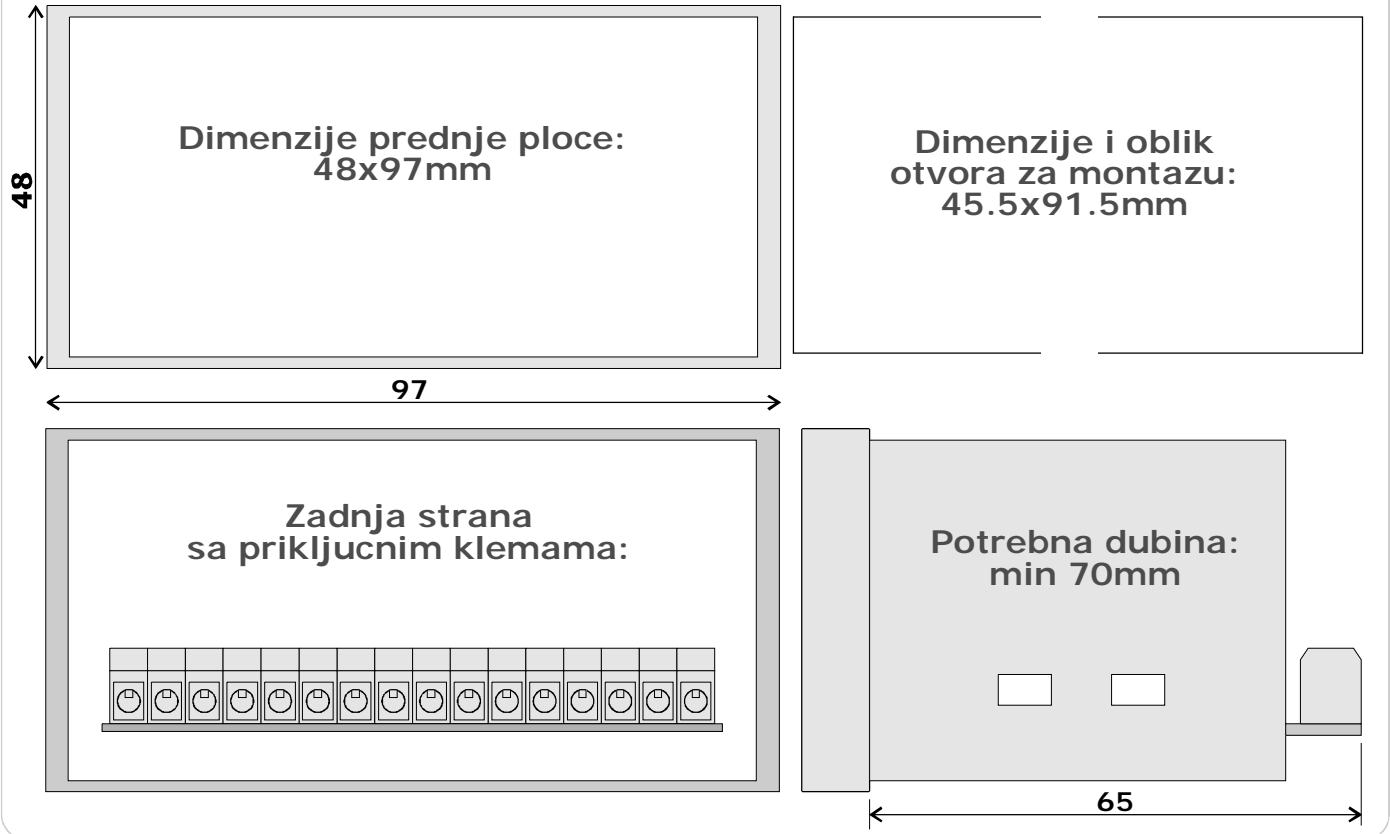 Dimenzije prednje ploce:
48x97mm
48
97
Dimenzije i oblik
otvora za montazu:
45.5x91.5mm
Zadnja strana
sa prikljucnim klemama:
Potrebna dubina:
min 70mm
65